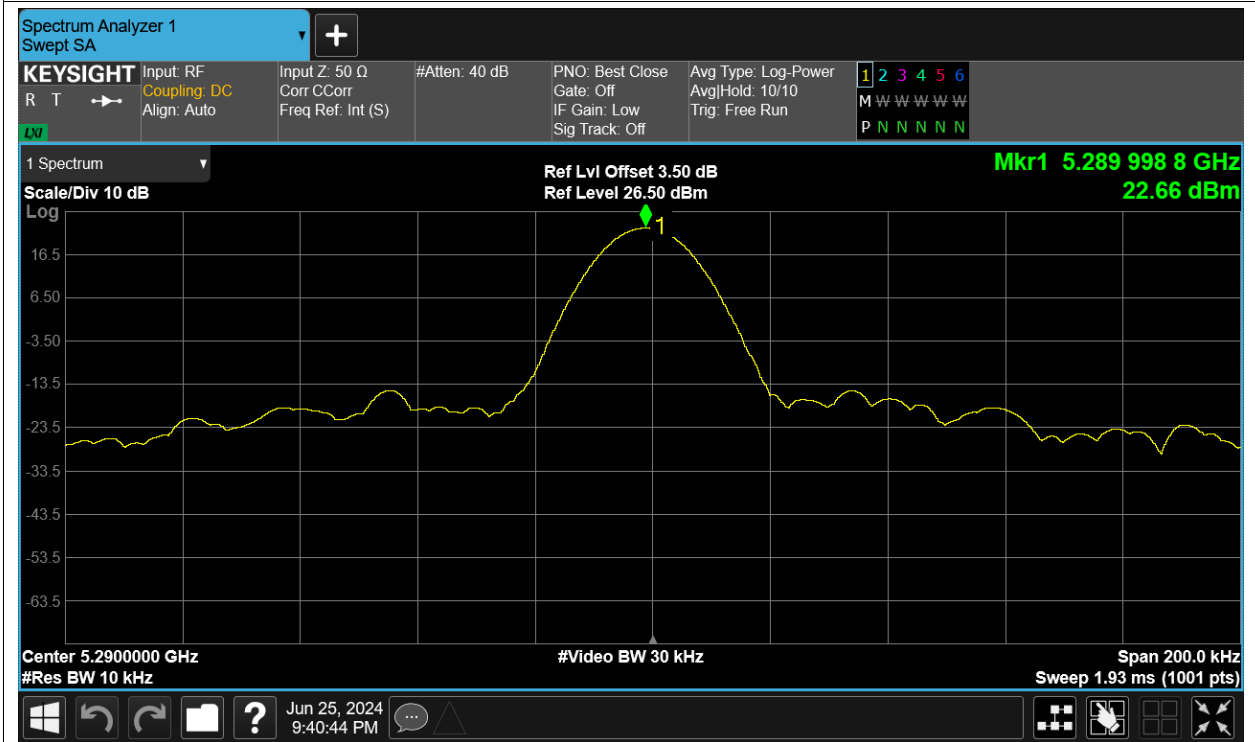 Spectrum Analyzer 1
Swept SA
+
KEYSIGHT
R T
LXI
Input: RF
Coupling: DC
Align: Auto
Input Z: 50 Ω
Corr CCorr
Freq Ref: Int (S)
#Atten: 40 dB
PNO: Best Close
Gate: Off
IF Gain: Low
Sig Track: Off
Avg Type: Log-Power
Avg|Hold: 10/10
Trig: Free Run
1 2 3 4 5 6
M W W W W W
P N N N N N
1 Spectrum
Scale/Div 10 dB
Log
Ref Lvl Offset 3.50 dB
Ref Level 26.50 dBm
Mkr1 5.289 998 8 GHz
22.66 dBm
1
16.5
6.50
-3.50
-13.5
-23.5
-33.5
-43.5
-53.5
-63.5
Center 5.2900000 GHz
#Res BW 10 kHz
#Video BW 30 kHz
Span 200.0 kHz
Sweep 1.93 ms (1001 pts)
?
Jun 25, 2024
9:40:44 PM